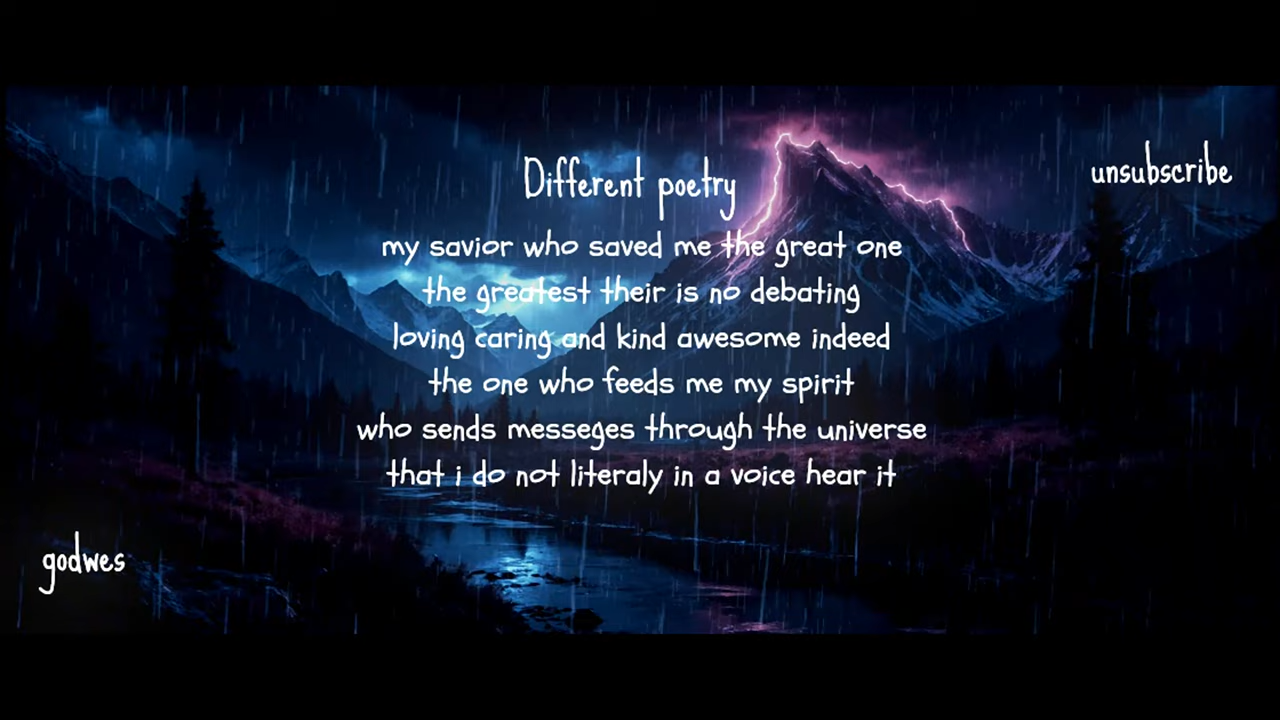 Different poetry
unsubscribe
my savior who saved me the great one
the greatest their is no debating
loving caring and kind awesome indeed
the one who feeds me my spirit
who sends messeges through the universe
that i do not literaly in a voice hear it
godwes